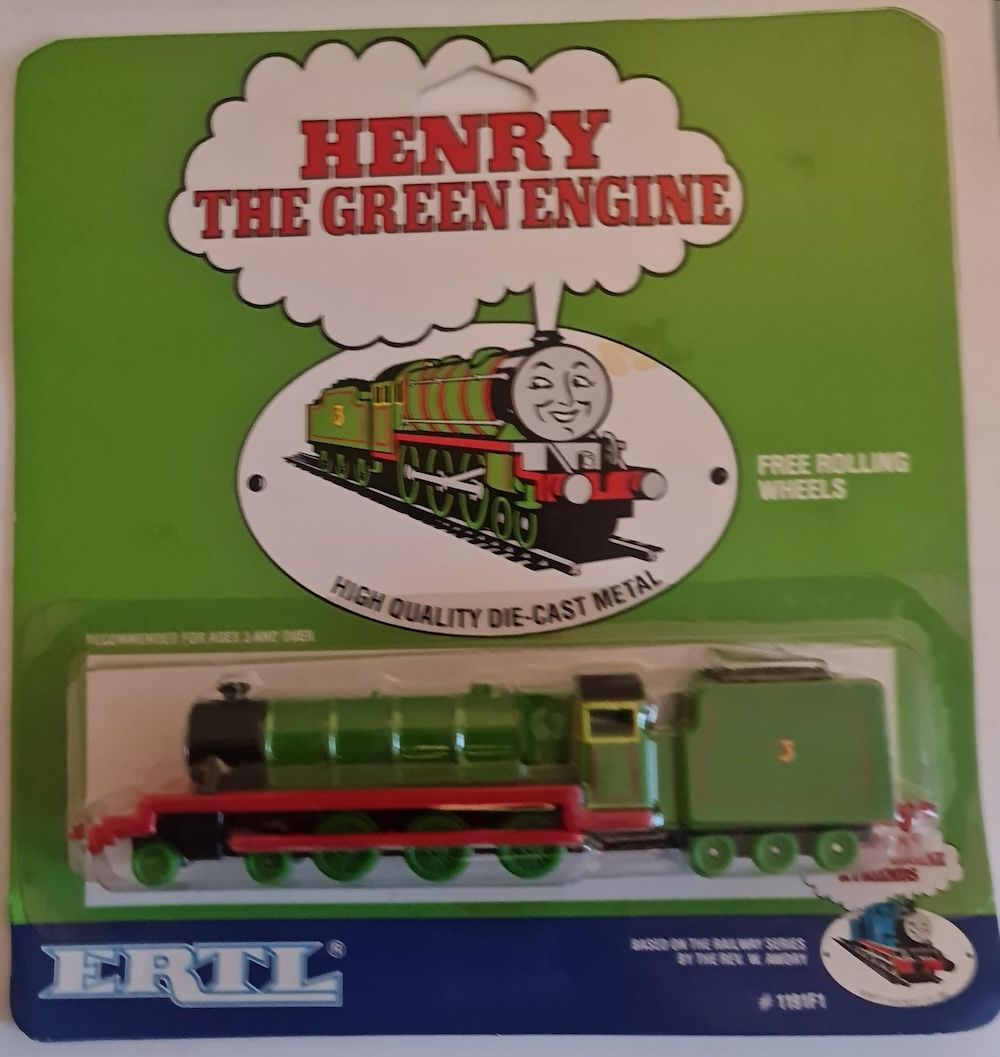 HENRY
THE GREEN ENGINE
3
FREE ROLLING
WHEELS
HIGH QUALITY DIE-CAST METAL
RECOMMENDED FOR AGES 3 AND OVER
3
& FRIENDS
ERTL®
BASED ON THE RAILWAY SERIES
BY THE REV. W. AWDRY
# 1191F1